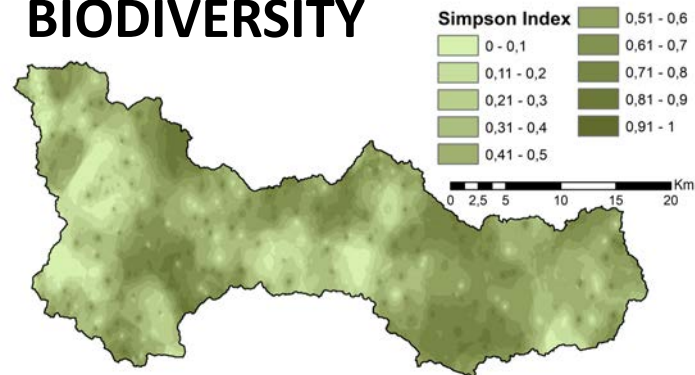 BIODIVERSITY
Simpson Index
0 - 0,1
0,11 - 0,2
0,21 - 0,3
0,31 - 0,4
0,41 - 0,5
0,51 - 0,6
0,61 - 0,7
0,71 - 0,8
0,81 - 0,9
0,91 - 1
Km
0 2,5 5 10 15 20